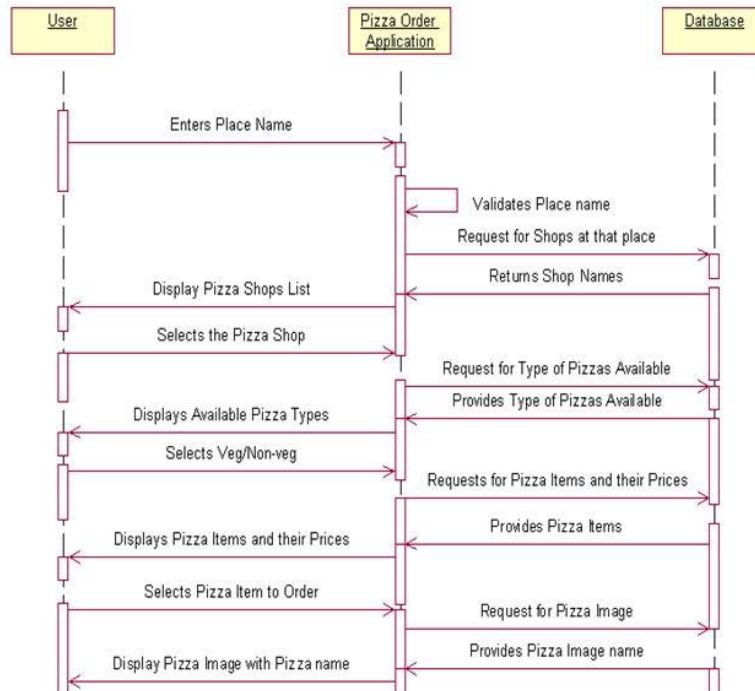 User
Pizza Order
Application
Database
Enters Place Name
Validates Place name
Request for Shops at that place
Returns Shop Names
Display Pizza Shops List
Selects the Pizza Shop
Request for Type of Pizzas Available
Provides Type of Pizzas Available
Displays Available Pizza Types
Selects Veg/Non-veg
Requests for Pizza Items and their Prices
Provides Pizza Items
Displays Pizza Items and their Prices
Selects Pizza Item to Order
Request for Pizza Image
Provides Pizza Image name
Display Pizza Image with Pizza name